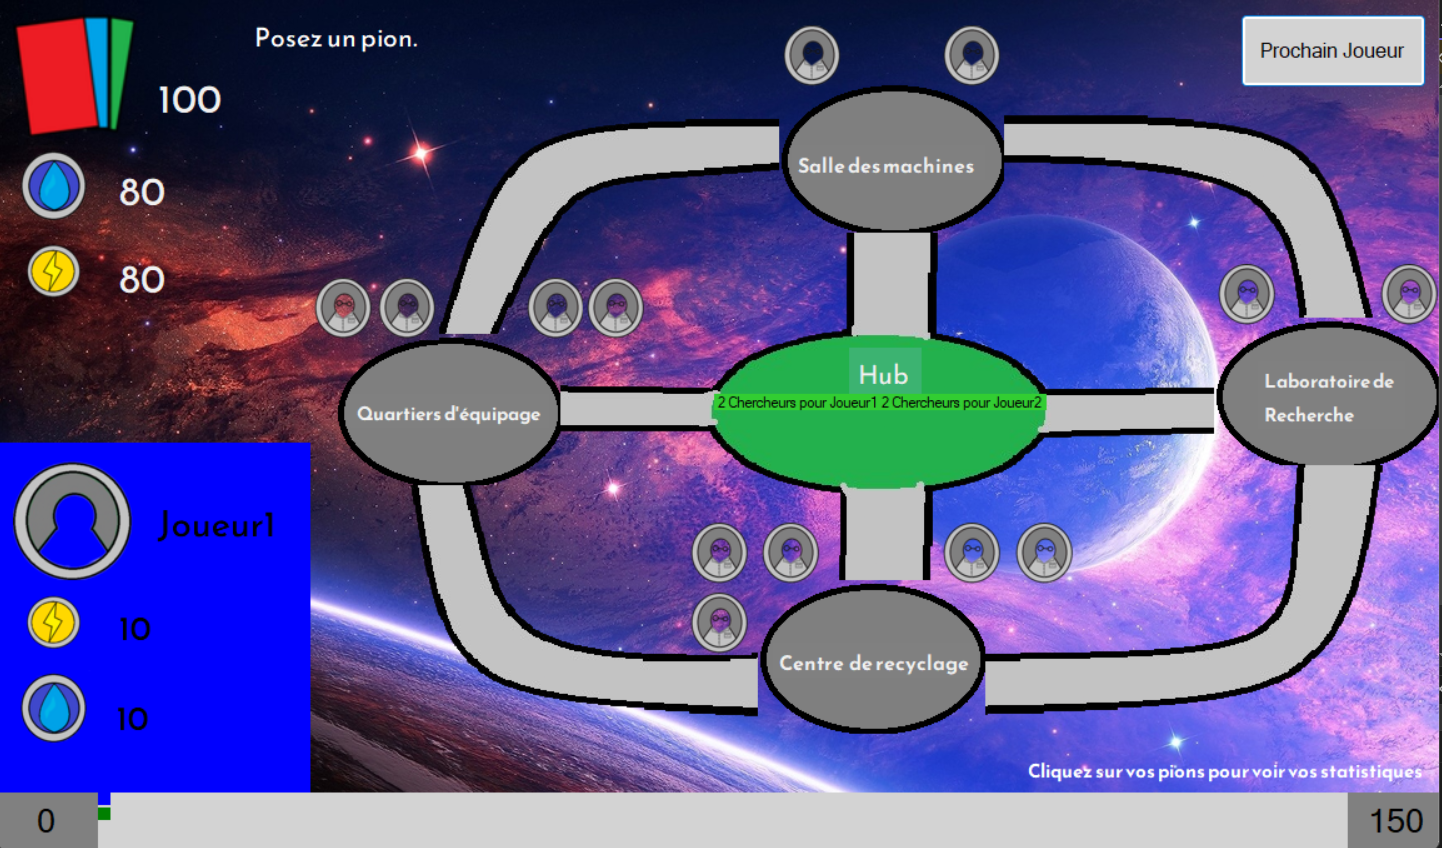 Posez un pion.
Prochain Joueur
100
80
80
Salle des machines
Hub
2 Chercheurs pour Joueur1 2 Chercheurs pour Joueur2
Quartiers d'équipage
Laboratoire de
Recherche
Joueur1
10
10
Centre de recyclage
Cliquez sur vos pions pour voir vos statistiques
0
150